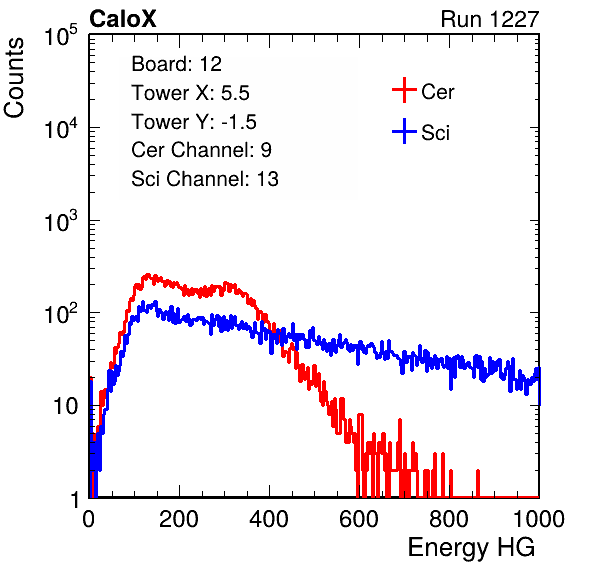 CaloX Run 1227
Counts
Board: 12
Tower X: 5.5
Tower Y: -1.5
Cer Channel: 9
Sci Channel: 13
Cer
Sci
10^5
10^4
10^3
10^2
10
1
0 200 400 600 800 1000
Energy HG